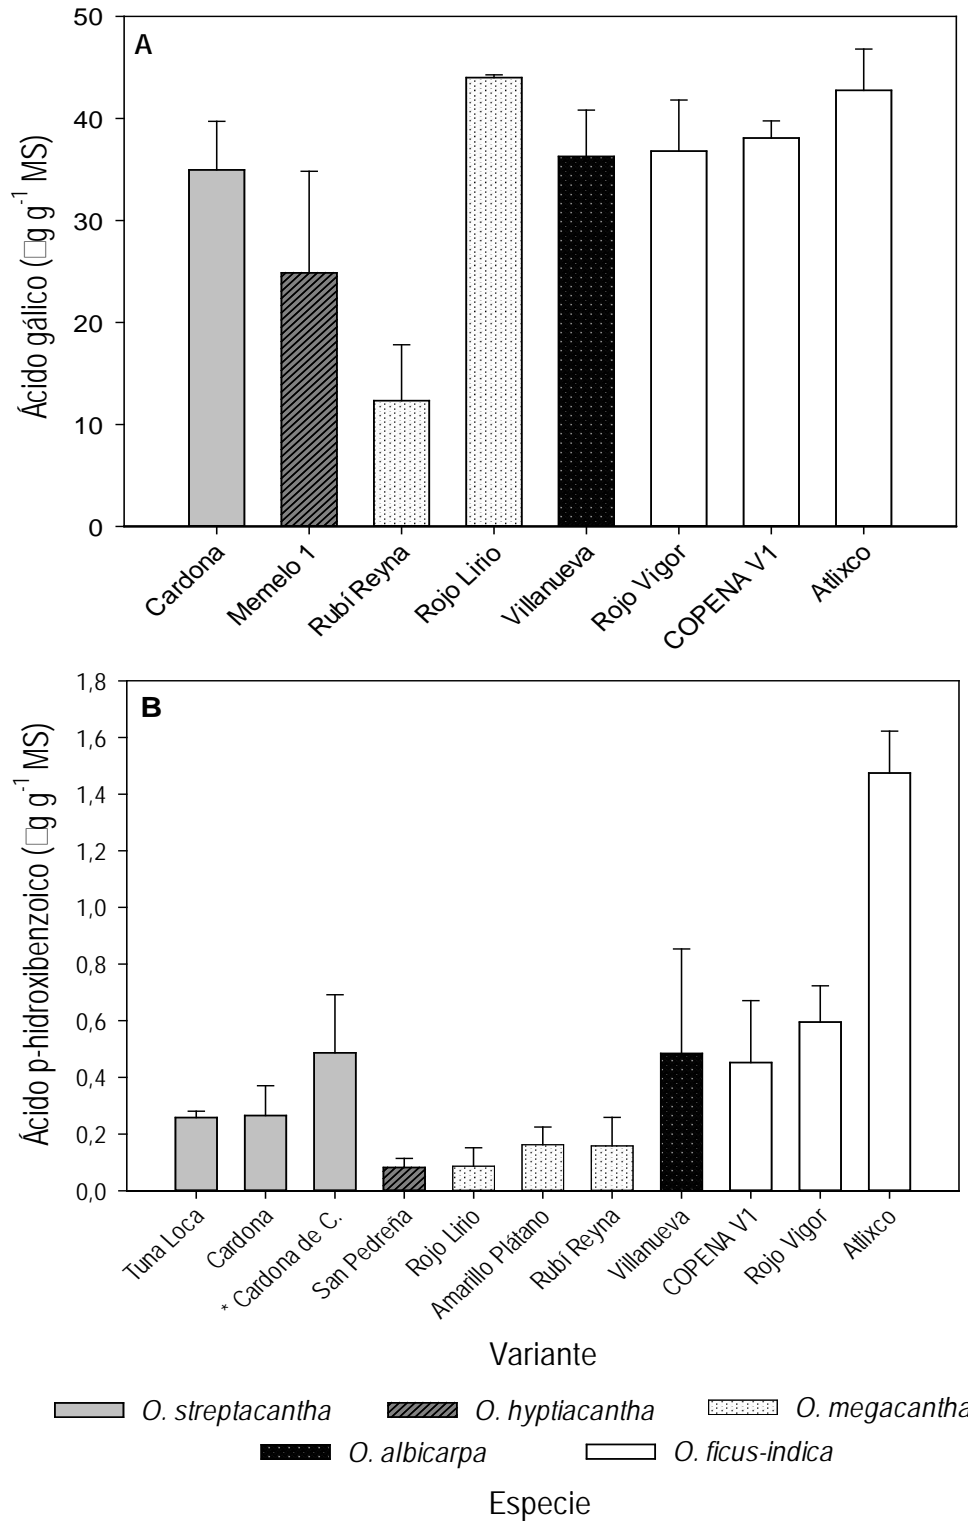 A
50
40
30
20
10
0
Ácido gálico (□g g⁻¹ MS)
Cardona
Memelo 1
Rubí Reyna
Rojo Lirio
Villanueva
Rojo Vigor
COPENA V1
Atlixco
B
1,8
1,6
1,4
1,2
1,0
0,8
0,6
0,4
0,2
0,0
Ácido p-hidroxibenzoico (□g g⁻¹ MS)
Tuna Loca
Cardona
* Cardona de C.
San Pedreña
Rojo Lirio
Amarillo Plátano
Rubí Reyna
Villanueva
COPENA V1
Rojo Vigor
Atlixco
Variante
O. streptacantha
O. hyptiacantha
O. megacantha
O. albicarpa
O. ficus-indica
Especie